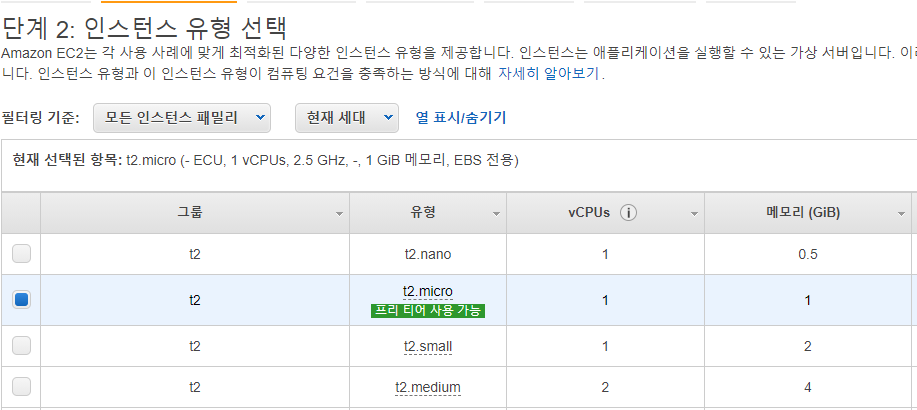 단계 2: 인스턴스 유형 선택
Amazon EC2는 각 사용 사례에 맞게 최적화된 다양한 인스턴스 유형을 제공합니다. 인스턴스는 애플리케이션을 실행할 수 있는 가상 서버입니다.
니다. 인스턴스 유형과 이 인스턴스 유형이 컴퓨팅 요건을 충족하는 방식에 대해 자세히 알아보기.
필터링 기준: 모든 인스턴스 패밀리 현재 세대 열 표시/숨기기
현재 선택된 항목: t2.micro (- ECU, 1 vCPUs, 2.5 GHz, -, 1 GiB 메모리, EBS 전용)
그룹 유형 vCPUs i 메모리 (GiB)
t2 t2.nano 1 0.5
t2 t2.micro 1 1
프리 티어 사용 가능
t2 t2.small 1 2
t2 t2.medium 2 4